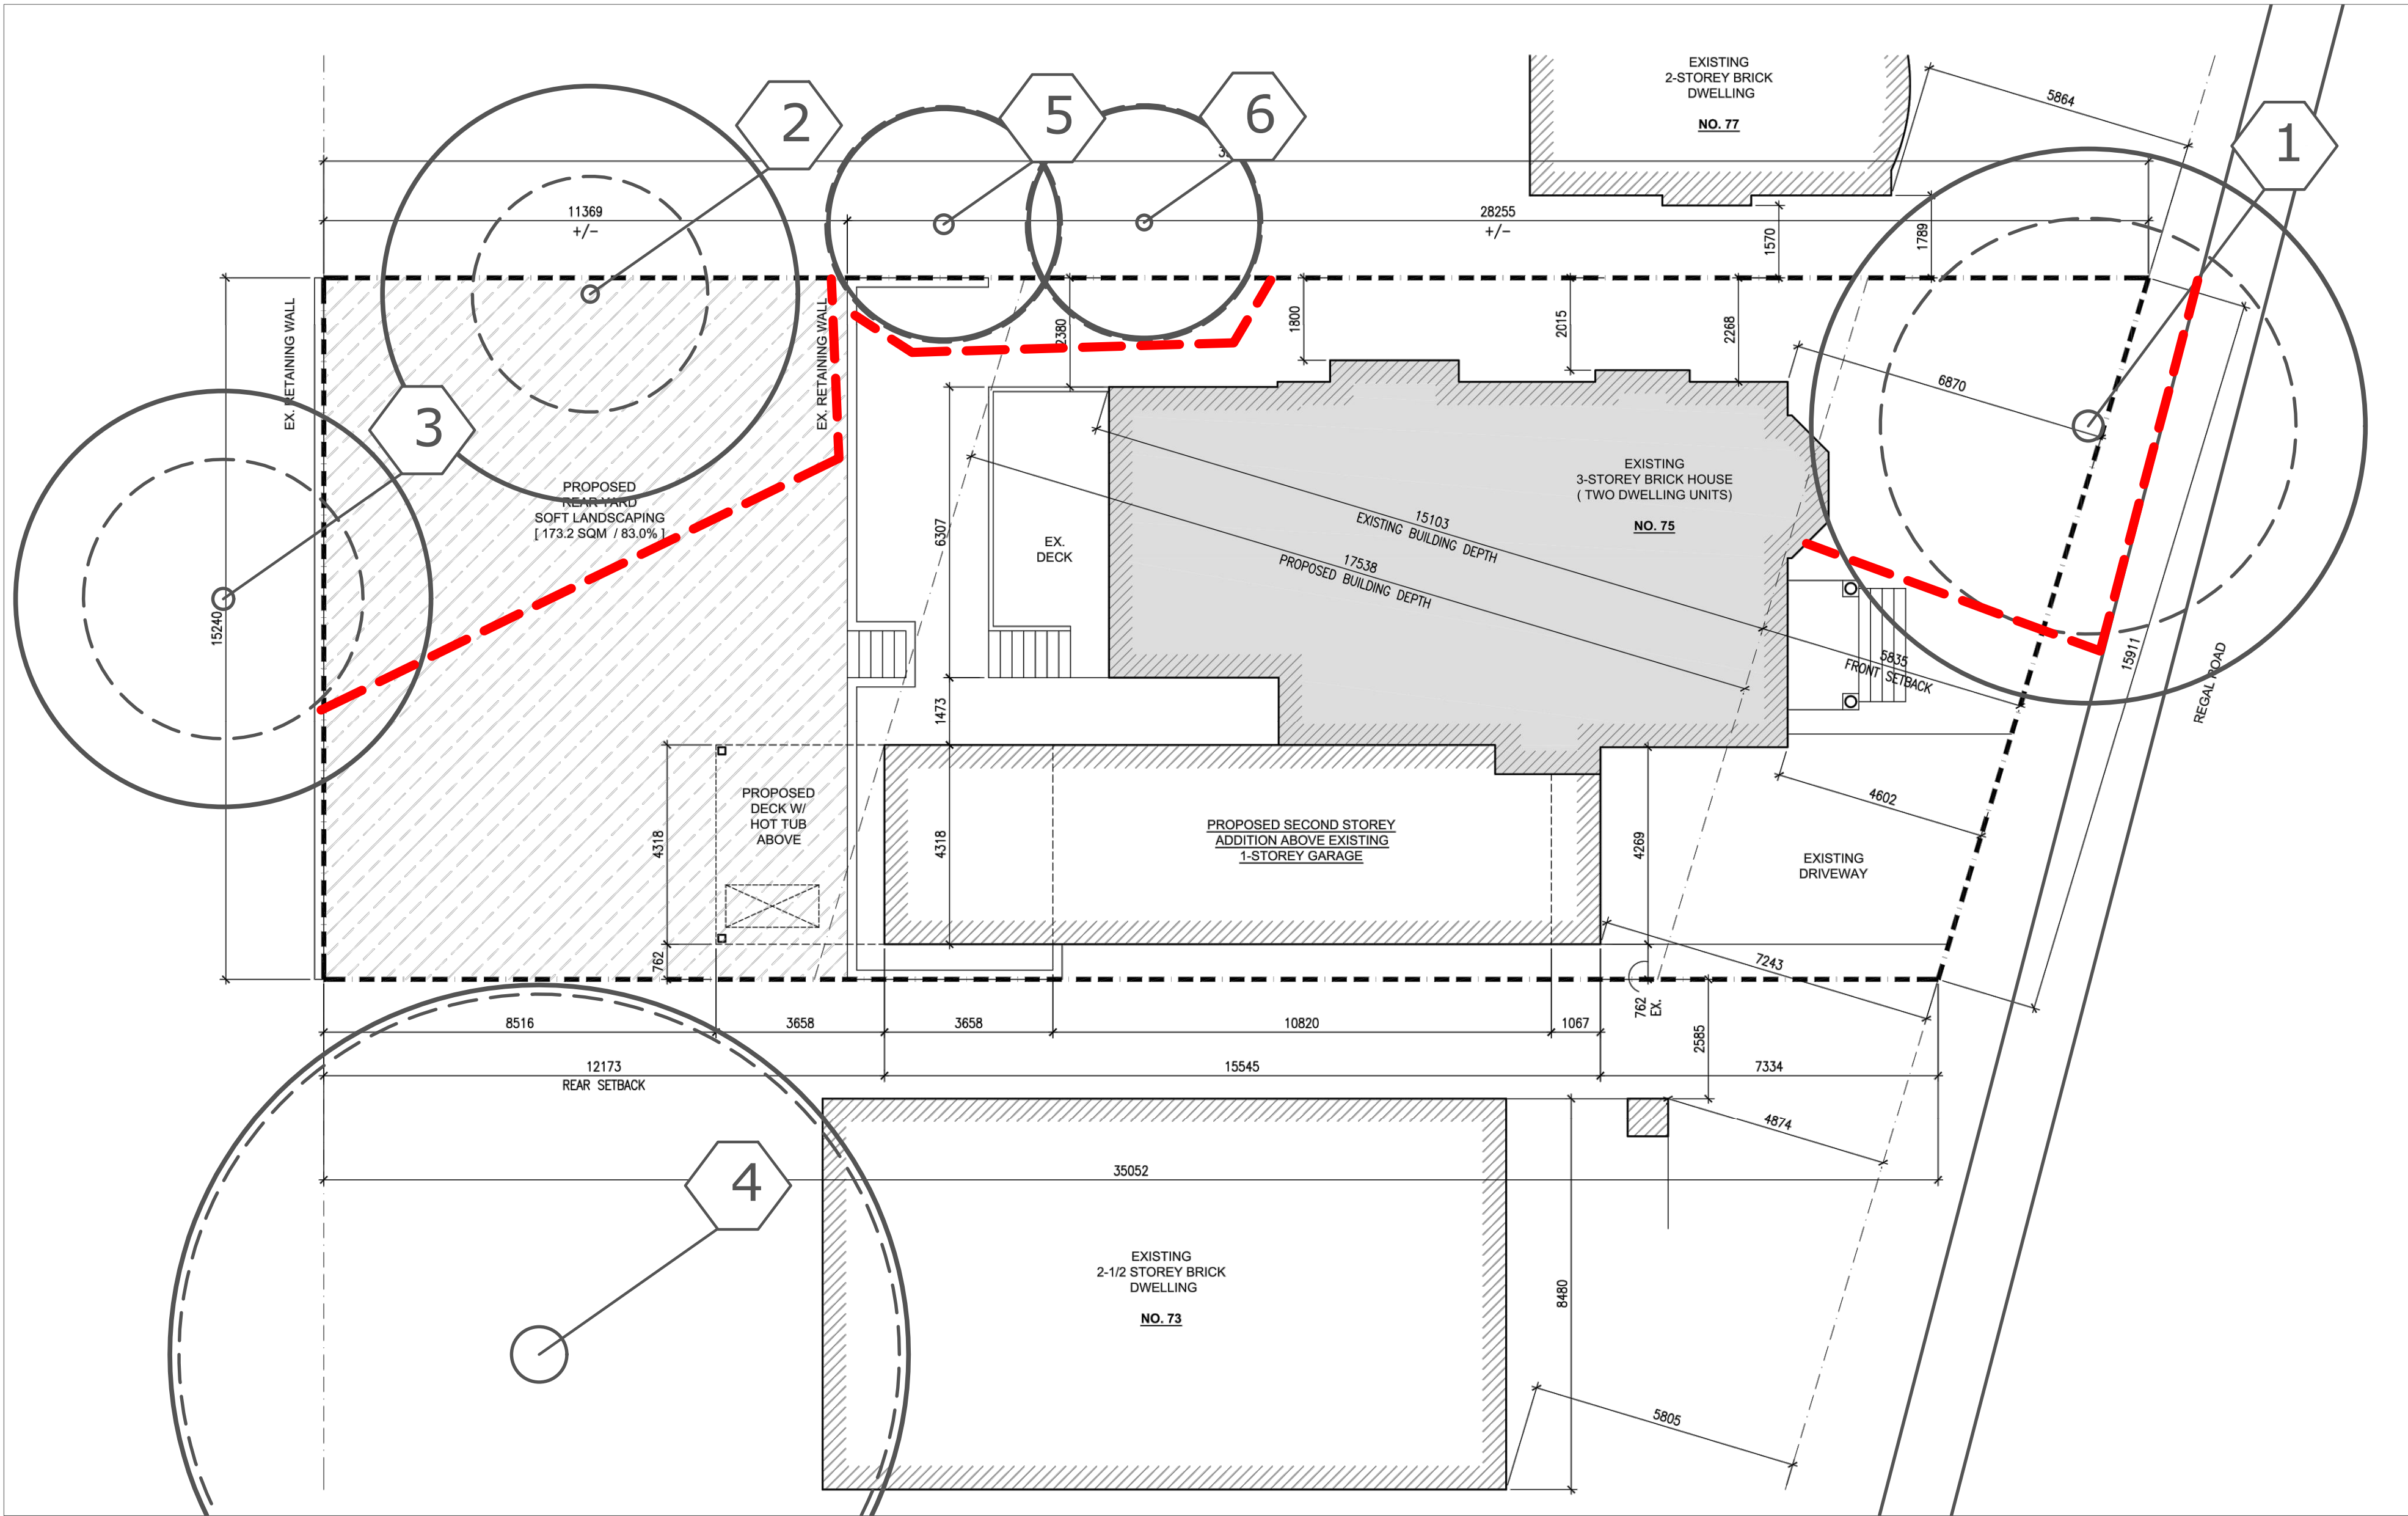 EXISTING
2-STOREY BRICK
DWELLING
NO. 77
5864
1
2
5
6
11369
+/-
28255
+/-
1570
1789
EX. RETAINING WALL
EX. RETAINING WALL
2380
1800
2015
2268
6870
3
PROPOSED
REAR YARD
SOFT LANDSCAPING
[ 173.2 SQM / 83.0% ]
15240
6307
EX.
DECK
EXISTING
3-STOREY BRICK HOUSE
( TWO DWELLING UNITS)
NO. 75
15103
EXISTING BUILDING DEPTH
17538
PROPOSED BUILDING DEPTH
5835
FRONT SETBACK
15911
REGAL ROAD
1473
PROPOSED
DECK W/
HOT TUB
ABOVE
4318
4318
PROPOSED SECOND STOREY
ADDITION ABOVE EXISTING
1-STOREY GARAGE
4269
4602
EXISTING
DRIVEWAY
762
7243
762
EX.
2585
8516
3658
3658
10820
1067
12173
REAR SETBACK
15545
7334
4874
4
35052
EXISTING
2-1/2 STOREY BRICK
DWELLING
NO. 73
8480
5805